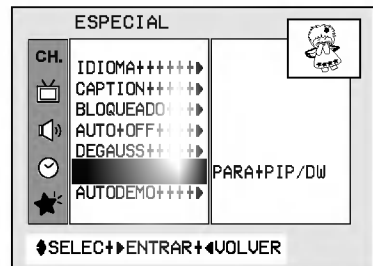 ESPECIAL
CH.
IDIOMA++++++▶
CAPTION+++++▶
BLOQUEADO+++▶
AUTO+OFF++++▶
DEGAUSS+++++▶
PARA+PIP/DW
AUTODEMO++++▶
◆SELEC+▶ENTRAR+◀VOLVER